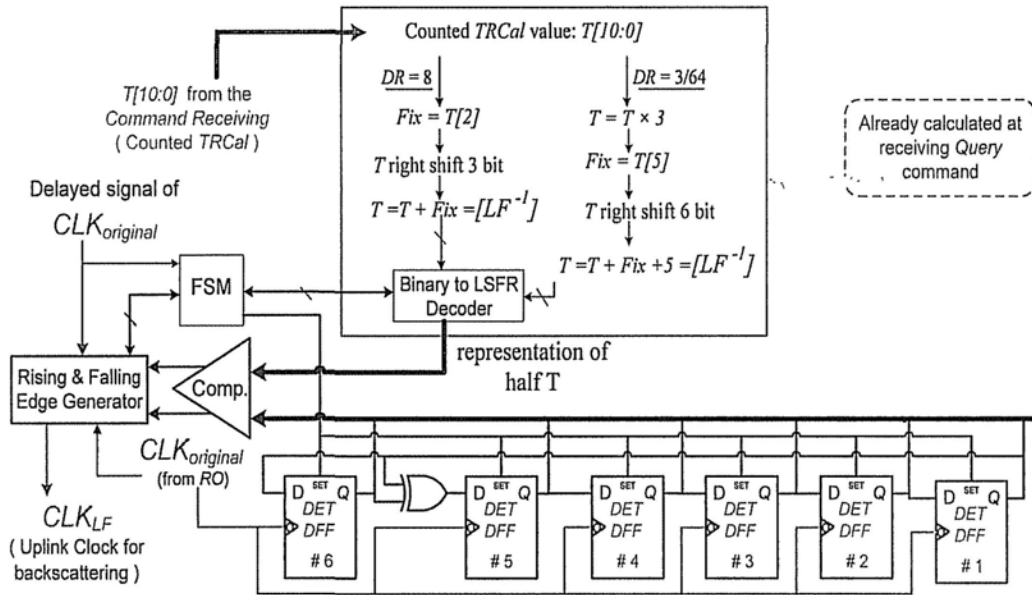 Counted TRCal value: T[10:0]
DR = 8
DR = 3/64
T[10:0] from the
Command Receiving
( Counted TRCal )
Fix = T[2]
T = T × 3
Already calculated at
receiving Query
command
T right shift 3 bit
Fix = T[5]
Delayed signal of
CLKoriginal
T = T + Fix =[LF -1]
T right shift 6 bit
T =T + Fix +5 =[LF -1]
FSM
Binary to LSFR
Decoder
representation of
half T
Rising & Falling
Edge Generator
Comp.
CLKoriginal
(from RO)
CLKLF
( Uplink Clock for
backscattering )
D SET Q
DET
DFF
# 6
D SET Q
DET
DFF
# 5
D SET Q
DET
DFF
# 4
D SET Q
DET
DFF
# 3
D SET Q
DET
DFF
# 2
D SET Q
DET
DFF
# 1